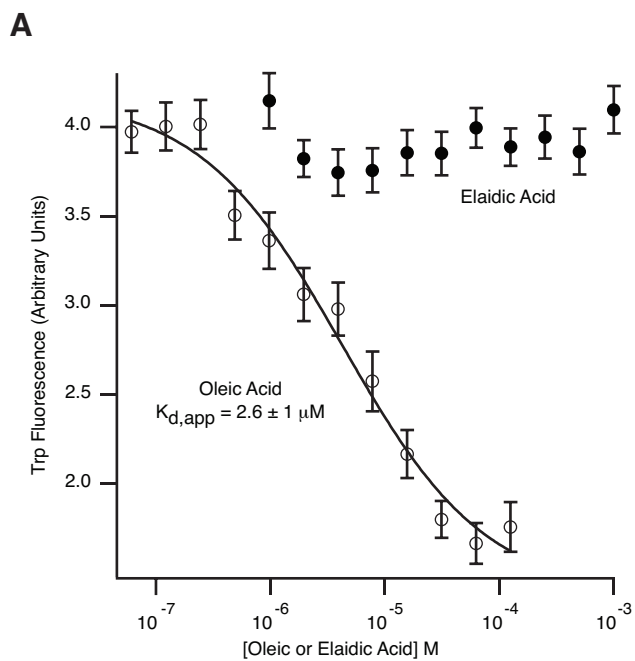 A
Trp Fluorescence (Arbitrary Units)
4.0
3.5
3.0
2.5
2.0
Elaidic Acid
Oleic Acid
K_d,app = 2.6 ± 1 μM
10^-7 10^-6 10^-5 10^-4 10^-3
[Oleic or Elaidic Acid] M